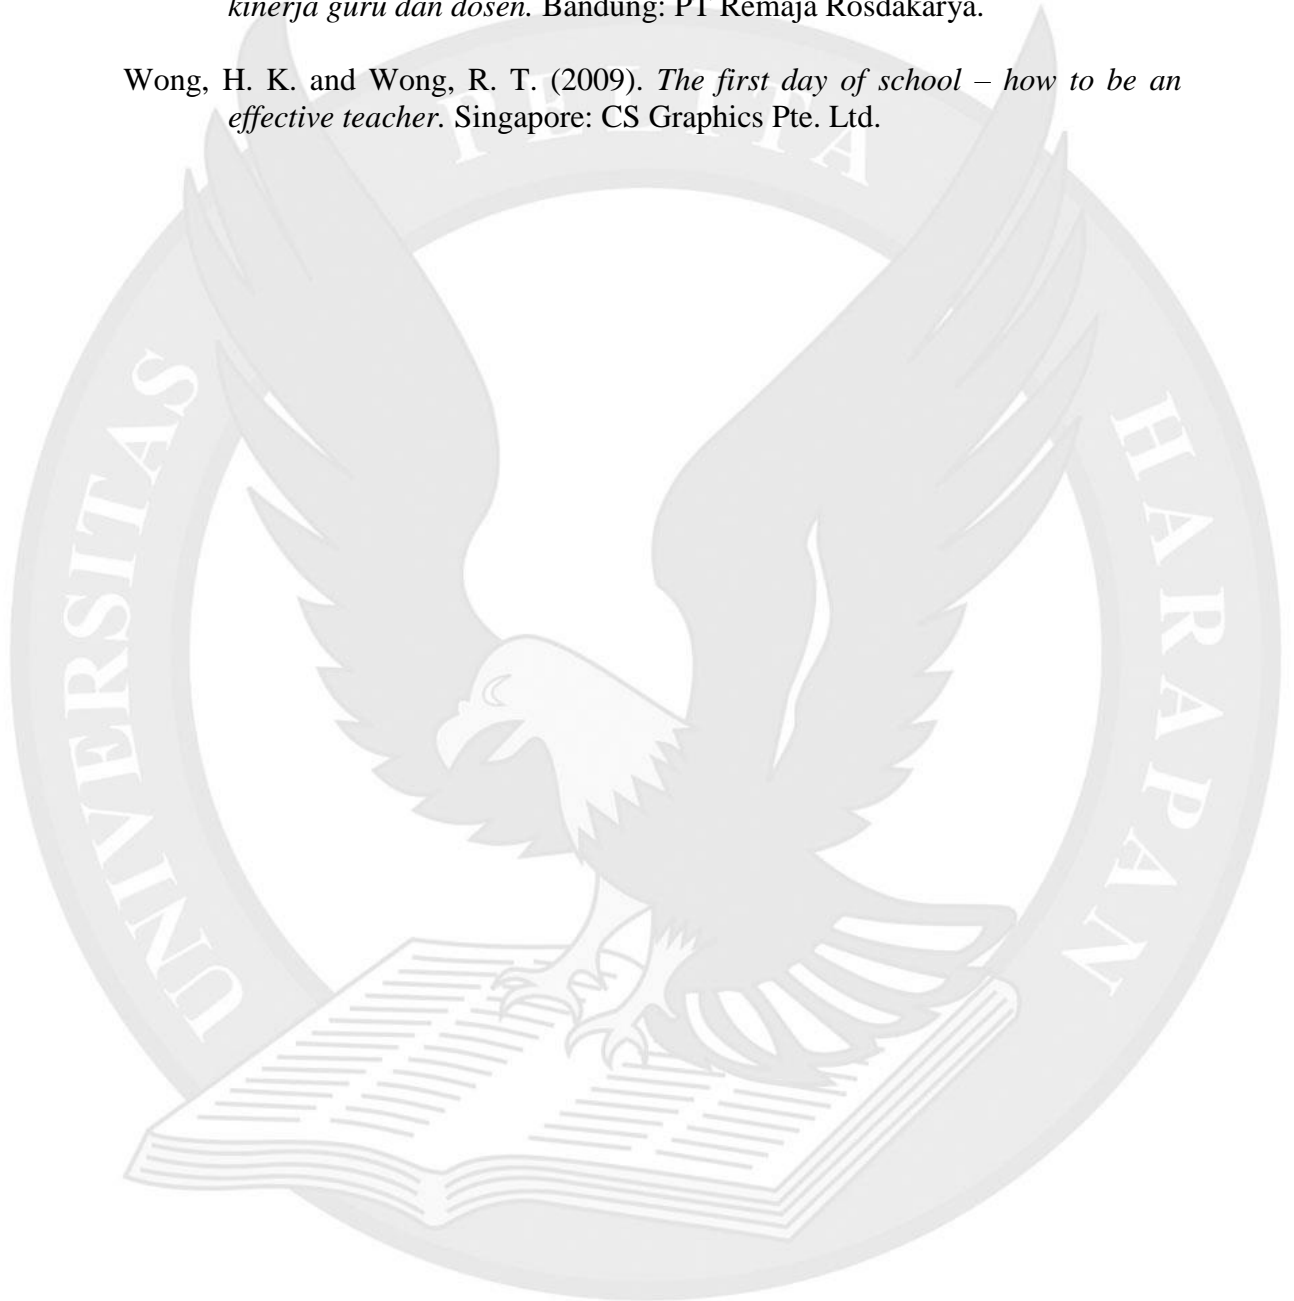 kinerja guru dan dosen. Bandung: PT Remaja Rosdakarya.
Wong, H. K. and Wong, R. T. (2009). The first day of school – how to be an
effective teacher. Singapore: CS Graphics Pte. Ltd.
UNIVERSITAS
PELITA
HARAPAN